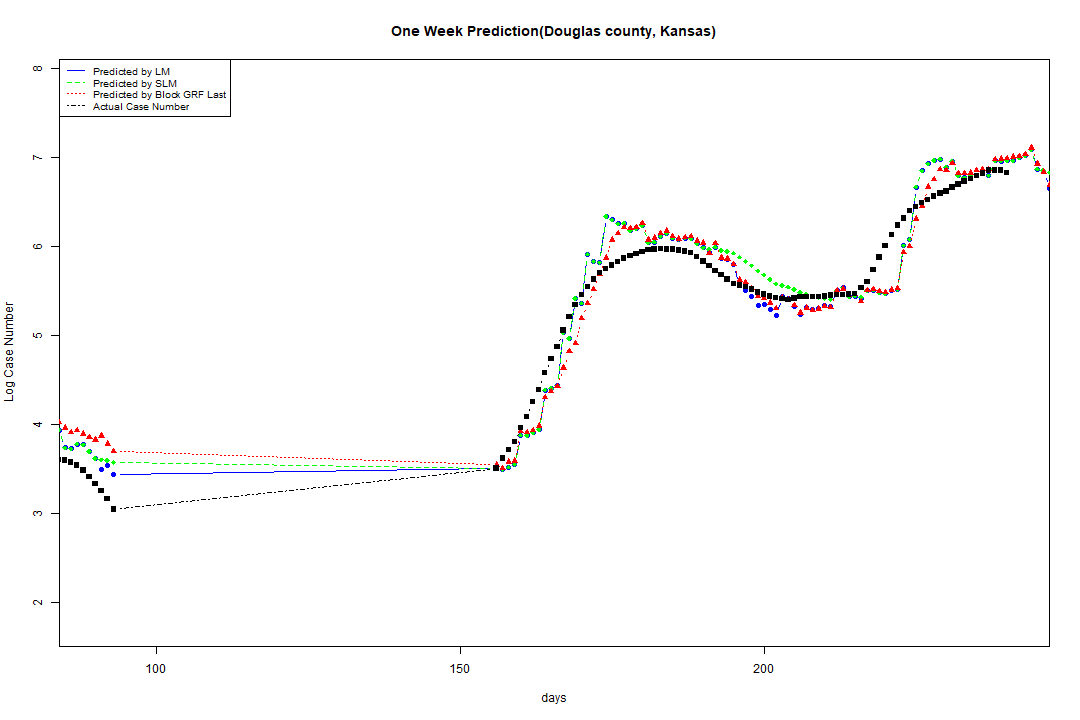 One Week Prediction(Douglas county, Kansas)
Predicted by LM
Predicted by SLM
Predicted by Block GRF Last
Actual Case Number
8
7
6
5
4
3
2
Log Case Number
100 150 200
days